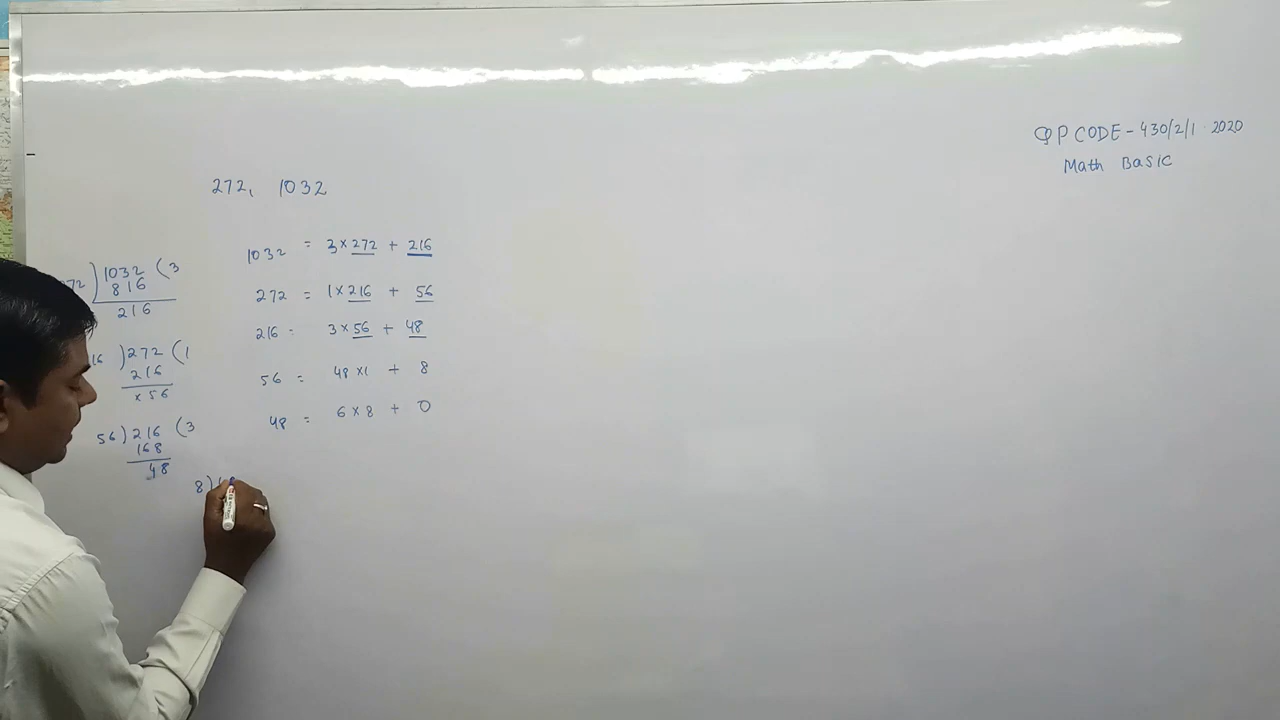 QP CODE - 430/2/1 2020
Math Basic
272, 1032
1032 = 3 × 272 + 216
272 = 1 × 216 + 56
216 - 3 × 56 + 48
56 = 48 × 1 + 8
48 = 6 × 8 + 0
72 ) 1032 ( 3
816
216
16 ) 272 ( 1
216
× 56
56 ) 216 ( 3
168
48
8 )